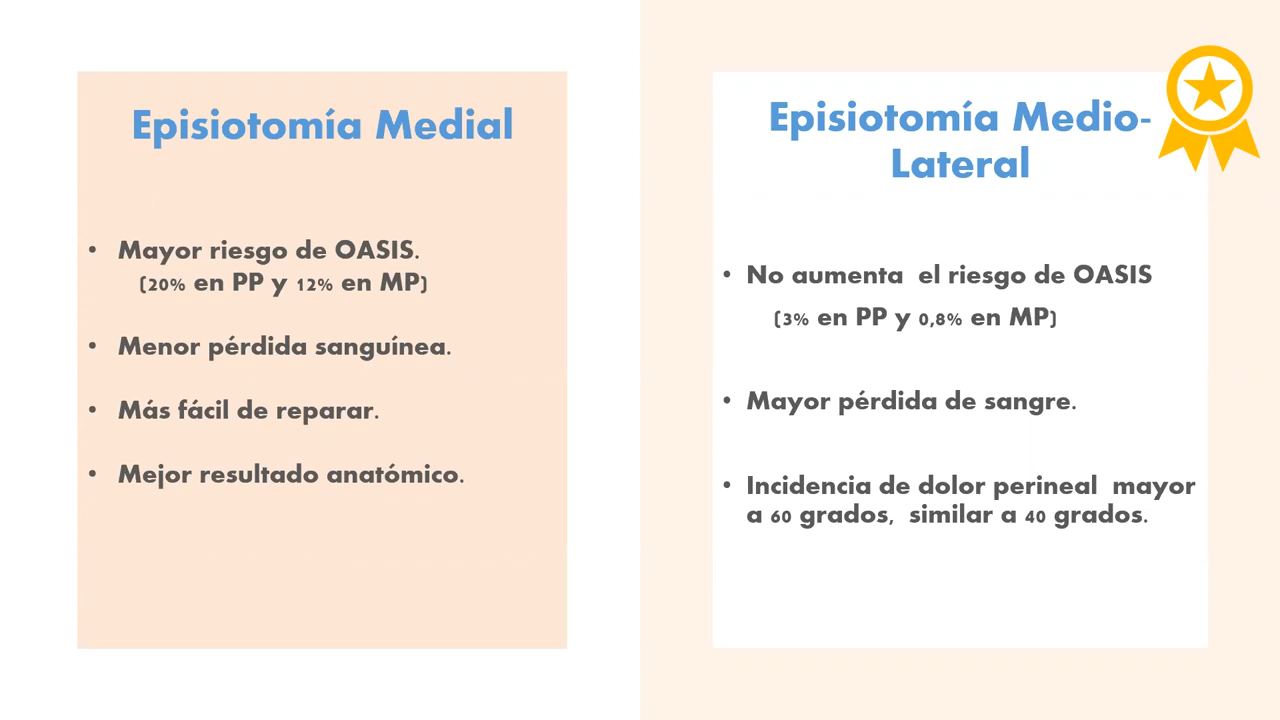 Episiotomía Medial
• Mayor riesgo de OASIS.
(20% en PP y 12% en MP)
• Menor pérdida sanguínea.
• Más fácil de reparar.
• Mejor resultado anatómico.
Episiotomía Medio-
Lateral
• No aumenta el riesgo de OASIS
(3% en PP y 0,8% en MP)
• Mayor pérdida de sangre.
• Incidencia de dolor perineal mayor
a 60 grados, similar a 40 grados.